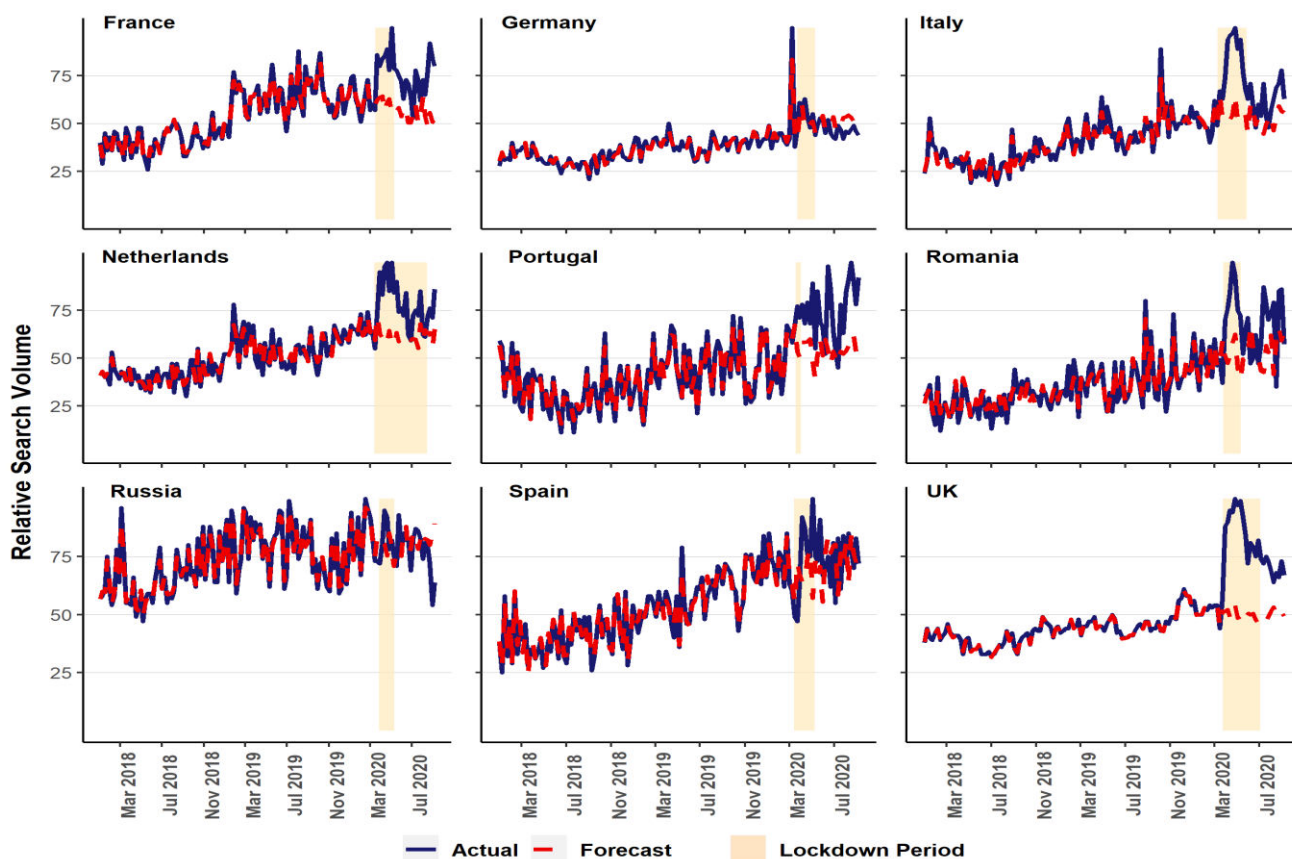 France Germany Italy
75
50
25
Netherlands Portugal Romania
75
50
25
Russia Spain UK
75
50
25
Relative Search Volume
Mar 2018 Jul 2018 Nov 2018 Mar 2019 Jul 2019 Nov 2019 Mar 2020 Jul 2020 Mar 2018 Jul 2018 Nov 2018 Mar 2019 Jul 2019 Nov 2019 Mar 2020 Jul 2020 Mar 2018 Jul 2018 Nov 2018 Mar 2019 Jul 2019 Nov 2019 Mar 2020 Jul 2020
Actual Forecast Lockdown Period